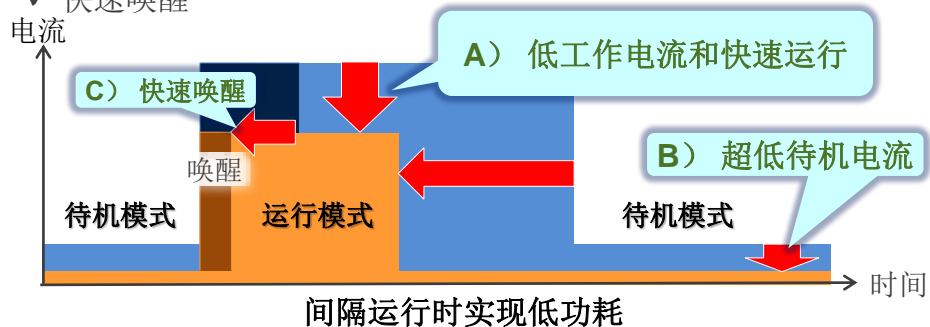 快速唤醒
电流
A） 低工作电流和快速运行
C） 快速唤醒
B） 超低待机电流
唤醒
待机模式
运行模式
待机模式
时间
间隔运行时实现低功耗